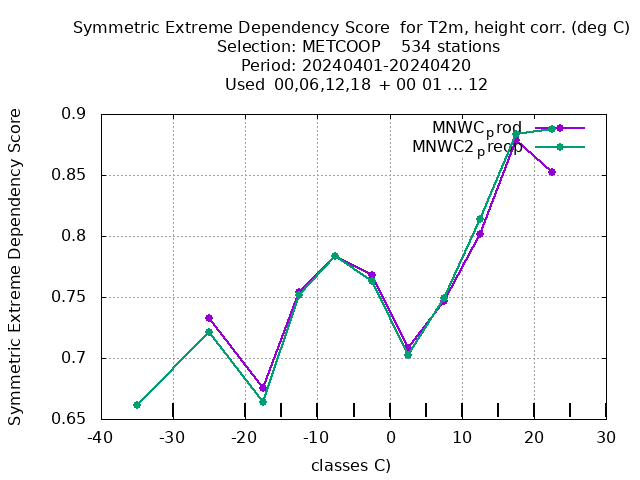 Symmetric Extreme Dependency Score  for T2m, height corr. (deg C)
Selection: METCOOP    534 stations
Period: 20240401-20240420
Used  00,06,12,18 + 00 01 ... 12
Symmetric Extreme Dependency Score
0.9
0.85
0.8
0.75
0.7
0.65
MNWCprod
MNWC2preop
-40 -30 -20 -10 0 10 20 30
classes C)